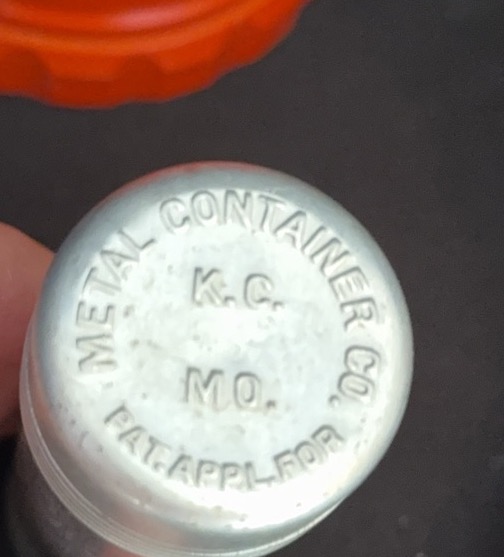 METAL CONTAINER CO.
K.C.
MO.
PAT.APPL.FOR